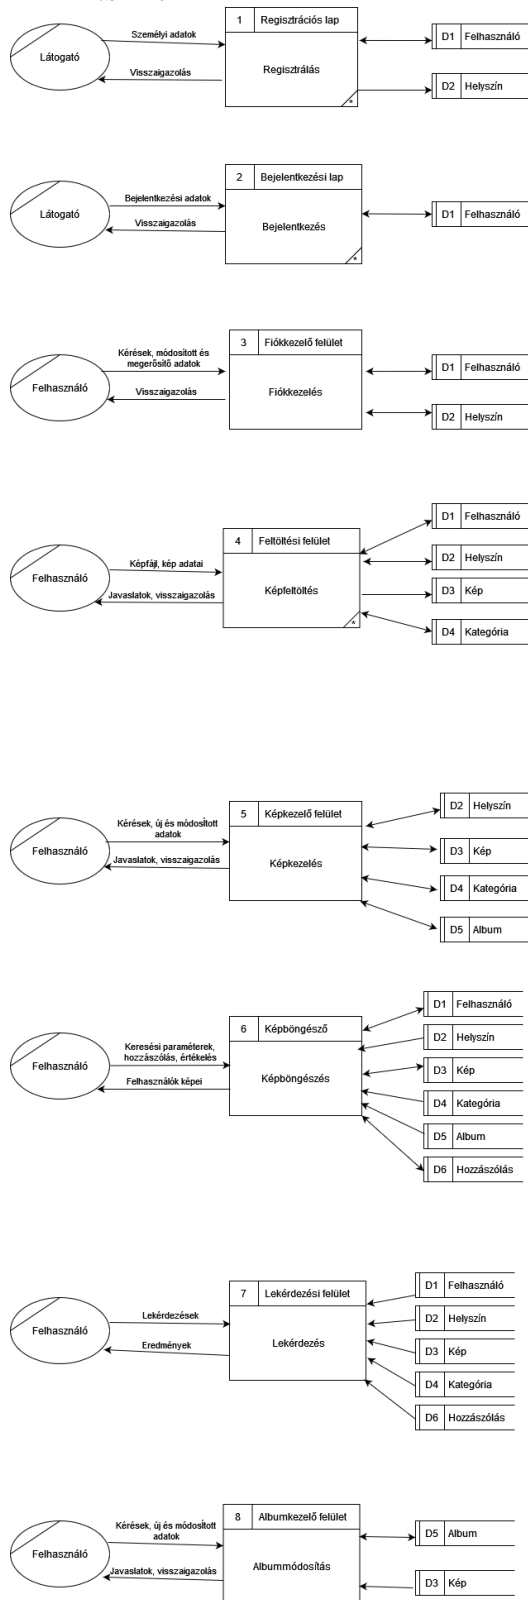 Személyi adatok
Látogató
Visszaigazolás
1 Regisztrációs lap
Regisztrálás
*
D1 Felhasználó
D2 Helyszín
Bejelentkezési adatok
Látogató
Visszaigazolás
2 Bejelentkezési lap
Bejelentkezés
*
D1 Felhasználó
Kérések, módosított és
megerősítő adatok
Felhasználó
Visszaigazolás
3 Fiókkezelő felület
Fiókkezelés
D1 Felhasználó
D2 Helyszín
Képfájl, kép adatai
Felhasználó
Javaslatok, visszaigazolás
4 Feltöltési felület
Képfeltöltés
*
D1 Felhasználó
D2 Helyszín
D3 Kép
D4 Kategória
Kérések, új és módosított
adatok
Felhasználó
Javaslatok, visszaigazolás
5 Képkezelő felület
Képkezelés
D2 Helyszín
D3 Kép
D4 Kategória
D5 Album
Keresési paraméterek,
hozzászólás, értékelés
Felhasználó
Felhasználók képei
6 Képböngésző
Képböngészés
D1 Felhasználó
D2 Helyszín
D3 Kép
D4 Kategória
D5 Album
D6 Hozzászólás
Lekérdezések
Felhasználó
Eredmények
7 Lekérdezési felület
Lekérdezés
D1 Felhasználó
D2 Helyszín
D3 Kép
D4 Kategória
D6 Hozzászólás
Kérések, új és módosított
adatok
Felhasználó
Javaslatok, visszaigazolás
8 Albumkezelő felület
Albummódosítás
D5 Album
D3 Kép